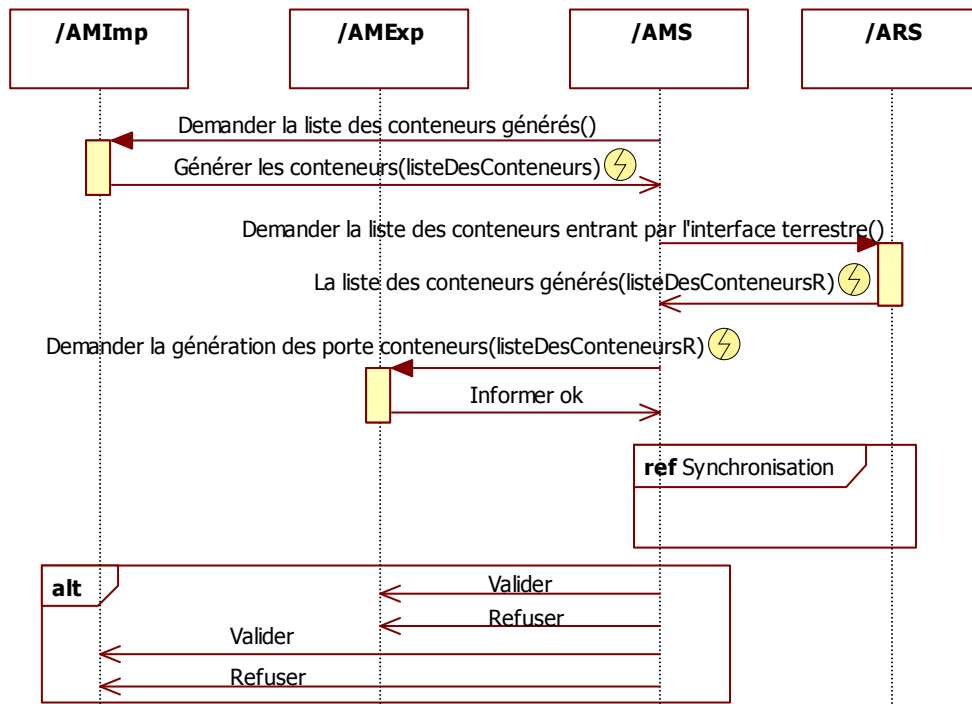 /AMImp
/AMExp
/AMS
/ARS
Demander la liste des conteneurs générés()
Générer les conteneurs(listeDesConteneurs)
Demander la liste des conteneurs entrant par l'interface terrestre()
La liste des conteneurs générés(listeDesConteneursR)
Demander la génération des porte conteneurs(listeDesConteneursR)
Informer ok
ref Synchronisation
alt
Valider
Refuser
Valider
Refuser